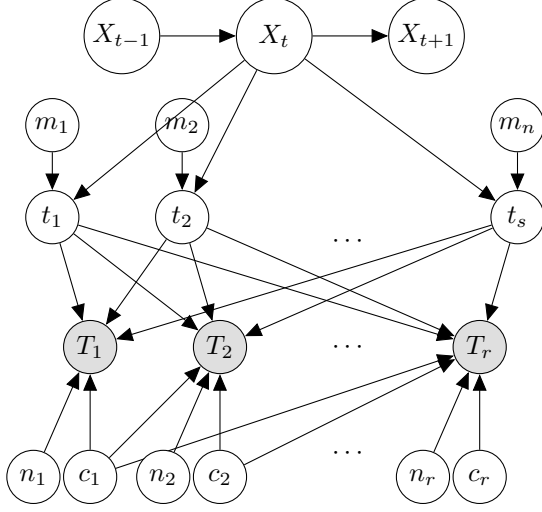 X_{t−1} X_t X_{t+1}
m_1 m_2 m_n
t_1 t_2 ... t_s
T_1 T_2 ... T_r
n_1 c_1 n_2 c_2 ... n_r c_r